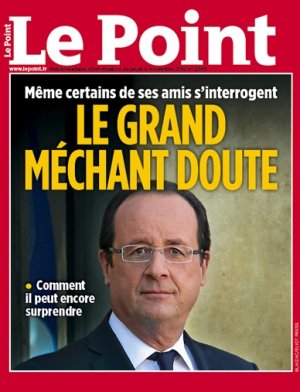 Le Point
Le Point
www.lepoint.fr
Même certains de ses amis s'interrogent
LE GRAND
MÉCHANT DOUTE
● Comment
il peut encore
surprendre